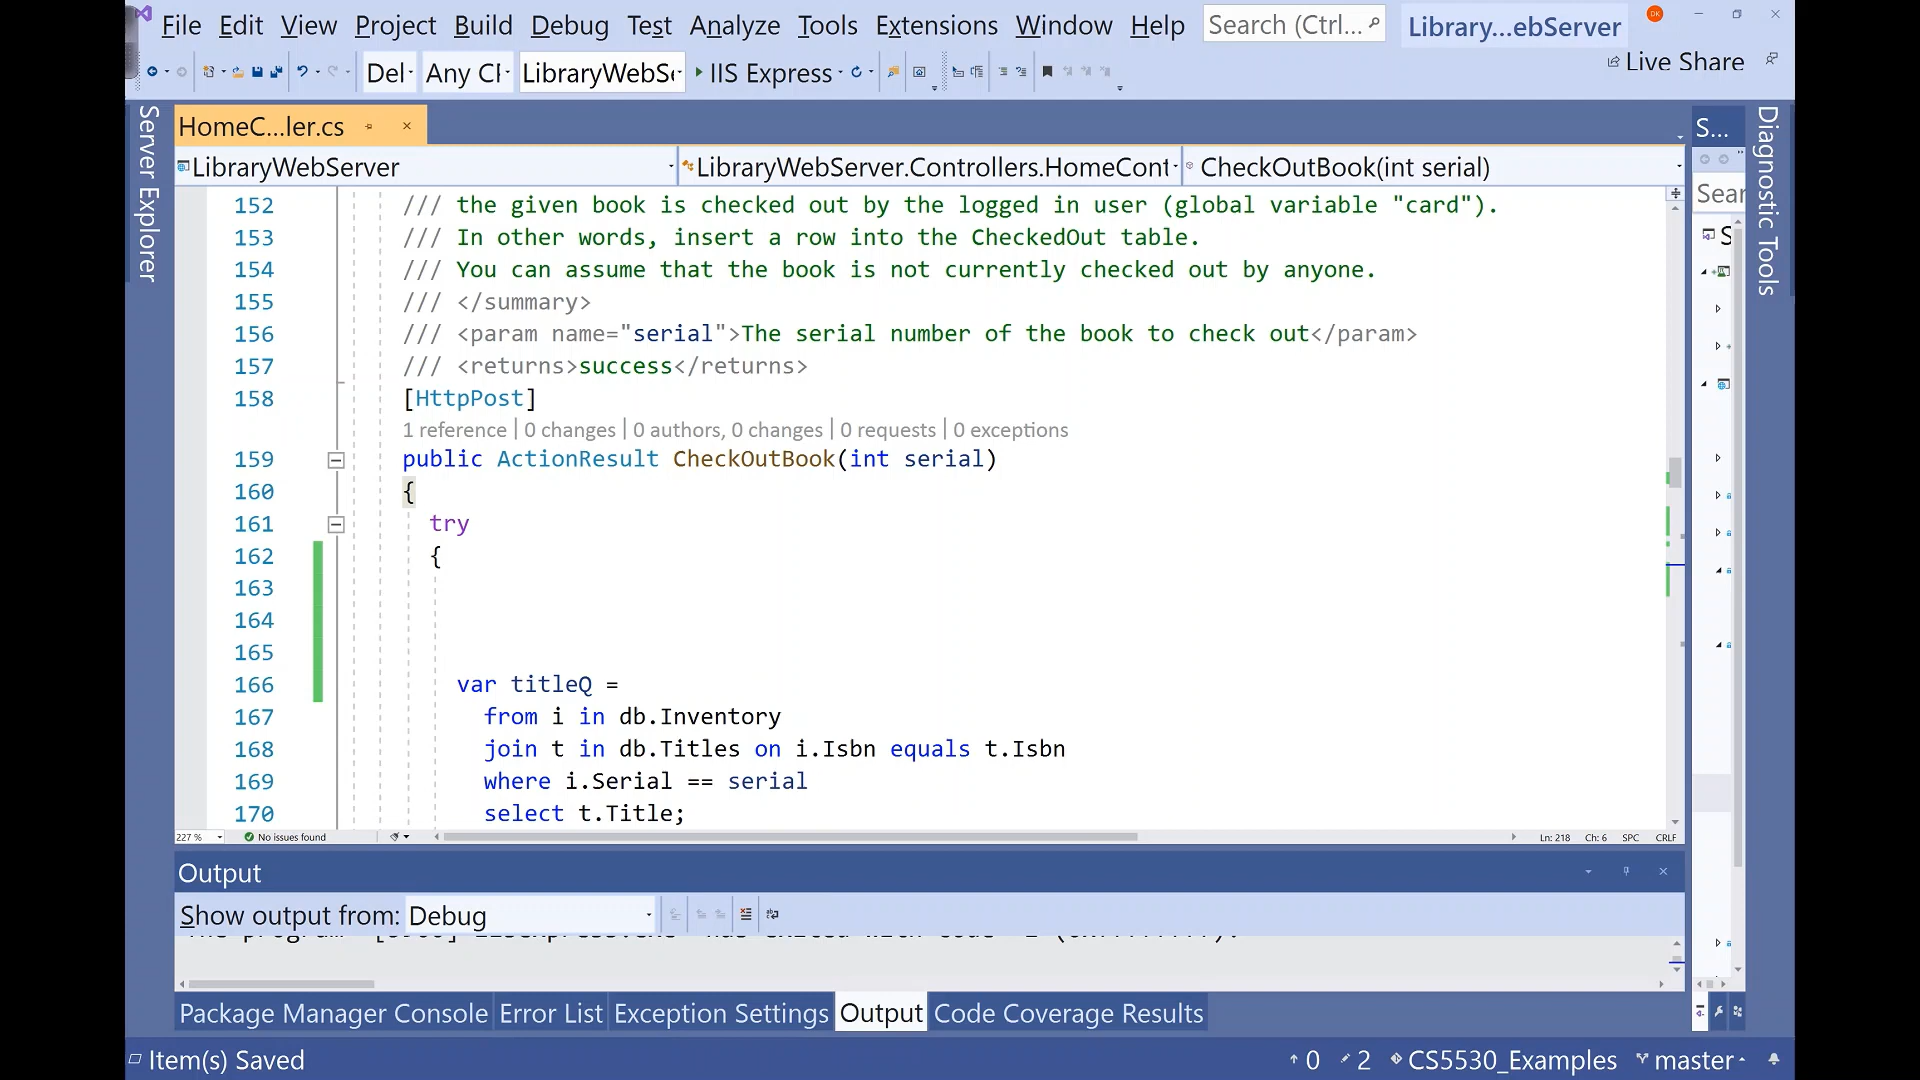 File Edit View Project Build Debug Test Analyze Tools Extensions Window Help Search (Ctrl... Library...ebServer DK
Del Any CI LibraryWebSe IIS Express Live Share
Server Explorer
HomeC...ler.cs
S...
Diagnostic Tools
LibraryWebServer LibraryWebServer.Controllers.HomeCont CheckOutBook(int serial)
Sear
152 /// the given book is checked out by the logged in user (global variable "card").
153 /// In other words, insert a row into the CheckedOut table.
154 /// You can assume that the book is not currently checked out by anyone.
155 /// </summary>
156 /// <param name="serial">The serial number of the book to check out</param>
157 /// <returns>success</returns>
158 [HttpPost]
1 reference | 0 changes | 0 authors, 0 changes | 0 requests | 0 exceptions
159 public ActionResult CheckOutBook(int serial)
160 {
161 try
162 {
163
164
165
166 var titleQ =
167 from i in db.Inventory
168 join t in db.Titles on i.Isbn equals t.Isbn
169 where i.Serial == serial
170 select t.Title;
227 % No issues found Ln: 218 Ch: 6 SPC CRLF
Output
Show output from: Debug
Package Manager Console Error List Exception Settings Output Code Coverage Results
Item(s) Saved 0 2 CS5530_Examples master